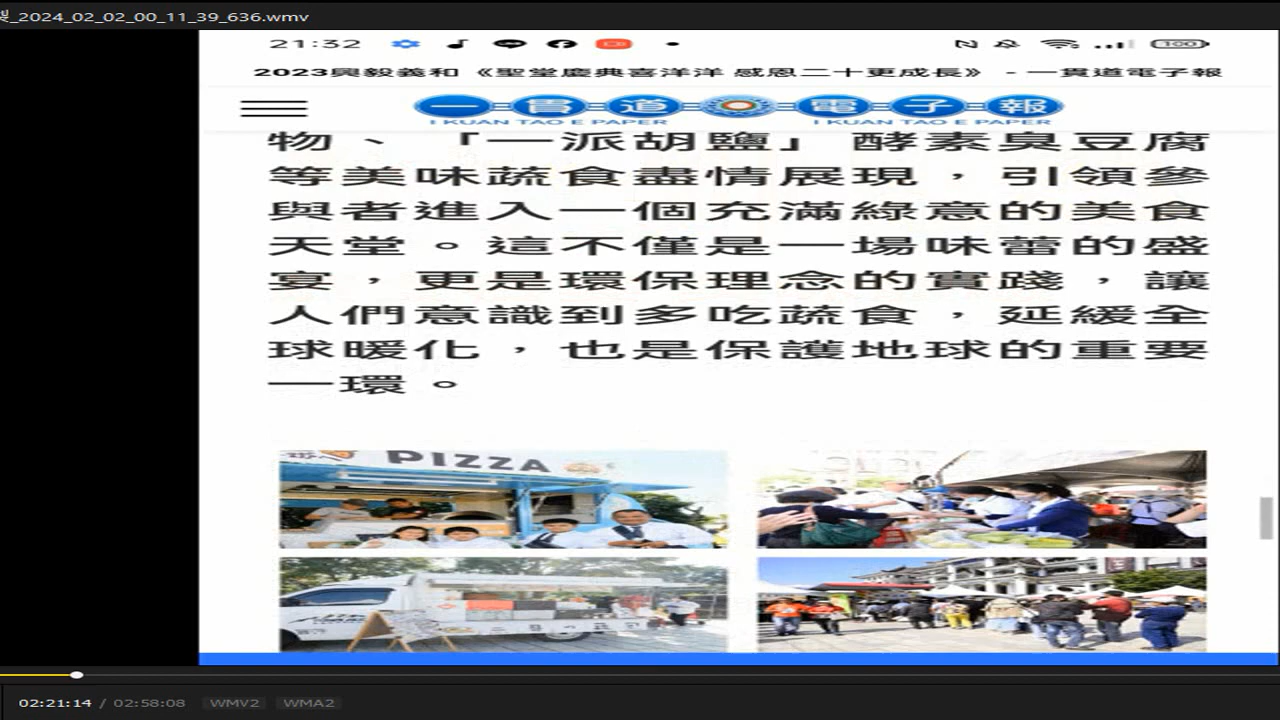 _2024_02_02_00_11_39_636.wmv
21:32
100
2023興毅義和《聖堂慶典喜洋洋 感恩二十更成長》 - 一貫道電子報
一貫道 電子報
I KUAN TAO E PAPER I KUAN TAO E PAPER
物、「一派胡鹽」酵素臭豆腐
等美味蔬食盡情展現，引領參
與者進入一個充滿綠意的美食
天堂。這不僅是一場味蕾的盛
宴，更是環保理念的實踐，讓
人們意識到多吃蔬食，延緩全
球暖化，也是保護地球的重要
一環。
PIZZA
02:21:14 / 02:58:08 WMV2 WMA2